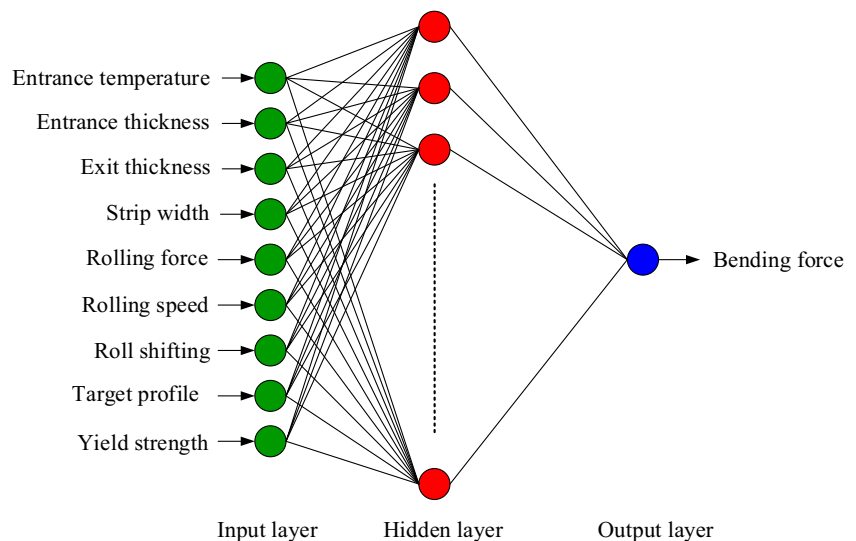 Entrance temperature
Entrance thickness
Exit thickness
Strip width
Rolling force
Rolling speed
Roll shifting
Target profile
Yield strength
Bending force
Input layer
Hidden layer
Output layer